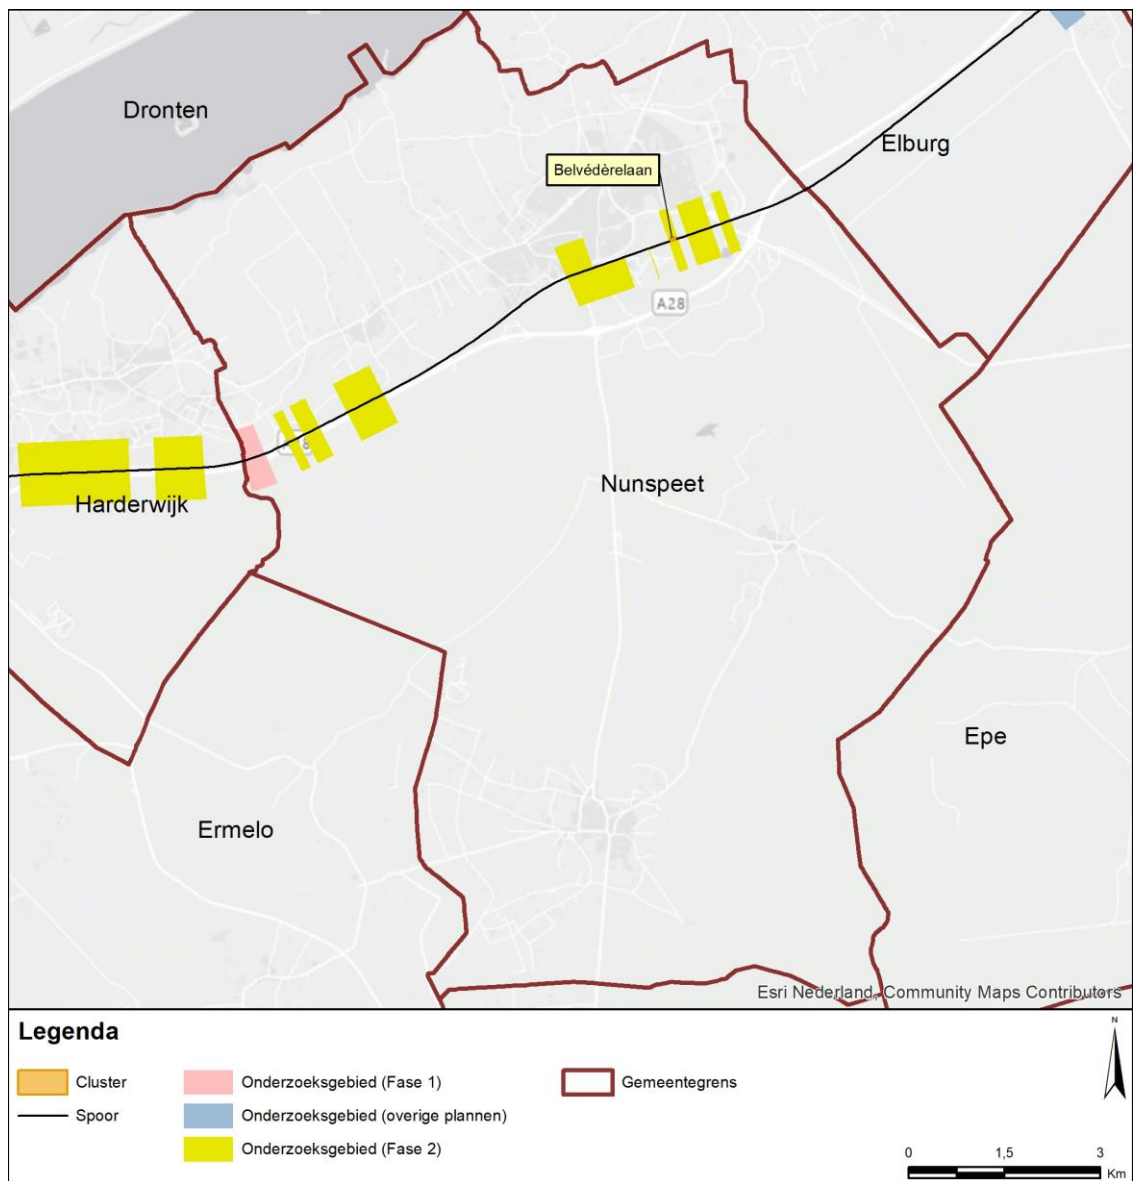 Dronten
Elburg
Belvédèrelaan
A28
Harderwijk
Nunspeet
Epe
Ermelo
Esri Nederland, Community Maps Contributors
Legenda
Cluster
Spoor
Onderzoeksgebied (Fase 1)
Onderzoeksgebied (overige plannen)
Onderzoeksgebied (Fase 2)
Gemeentegrens
N
0 1,5 3
Km